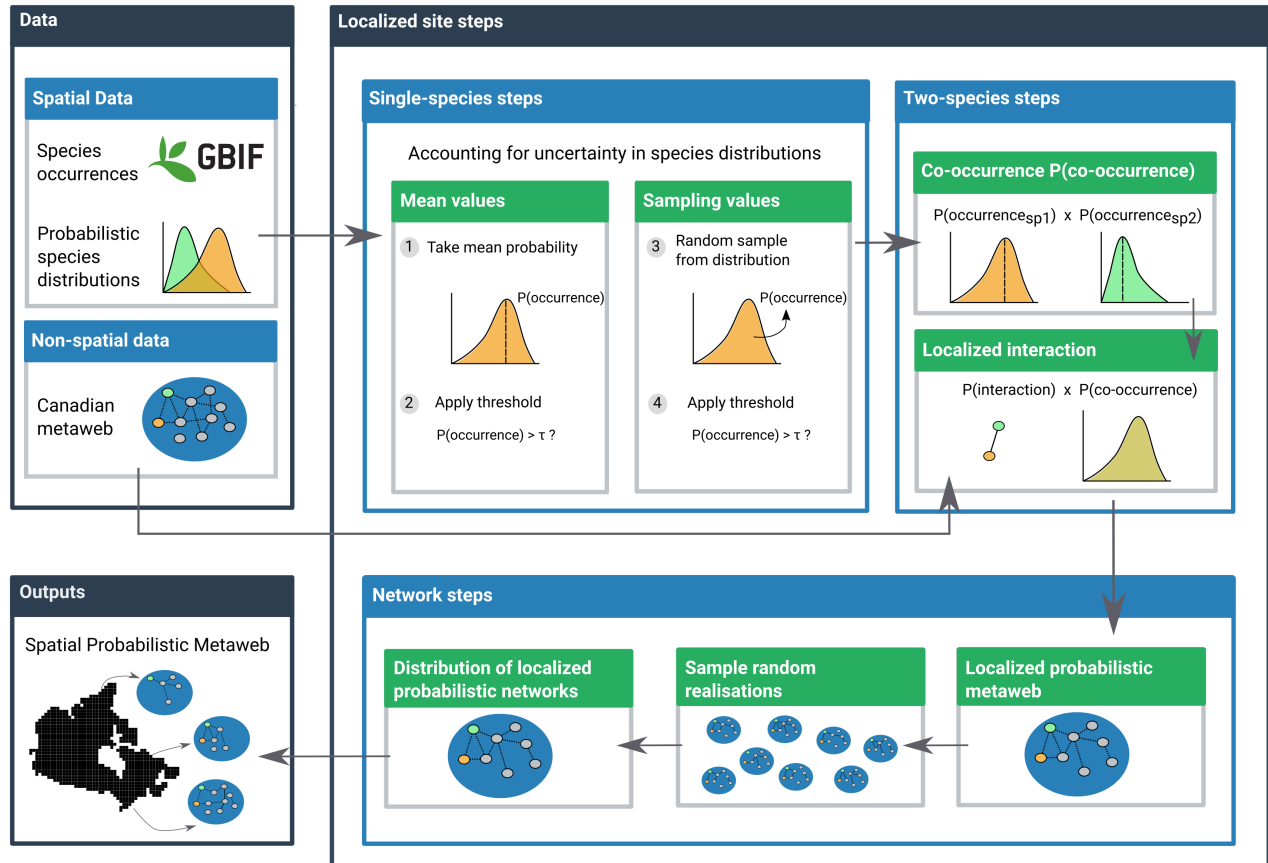 Data
Spatial Data
Species
occurrences
GBIF
Probabilistic
species
distributions
Non-spatial data
Canadian
metaweb
Localized site steps
Single-species steps
Accounting for uncertainty in species distributions
Mean values
1 Take mean probability
P(occurrence)
2 Apply threshold
P(occurrence) > τ ?
Sampling values
3 Random sample
from distribution
P(occurrence)
4 Apply threshold
P(occurrence) > τ ?
Two-species steps
Co-occurrence P(co-occurrence)
P(occurrencesp1) x P(occurrencesp2)
Localized interaction
P(interaction) x P(co-occurrence)
Network steps
Localized probabilistic
metaweb
Sample random
realisations
Distribution of localized
probabilistic networks
Outputs
Spatial Probabilistic Metaweb